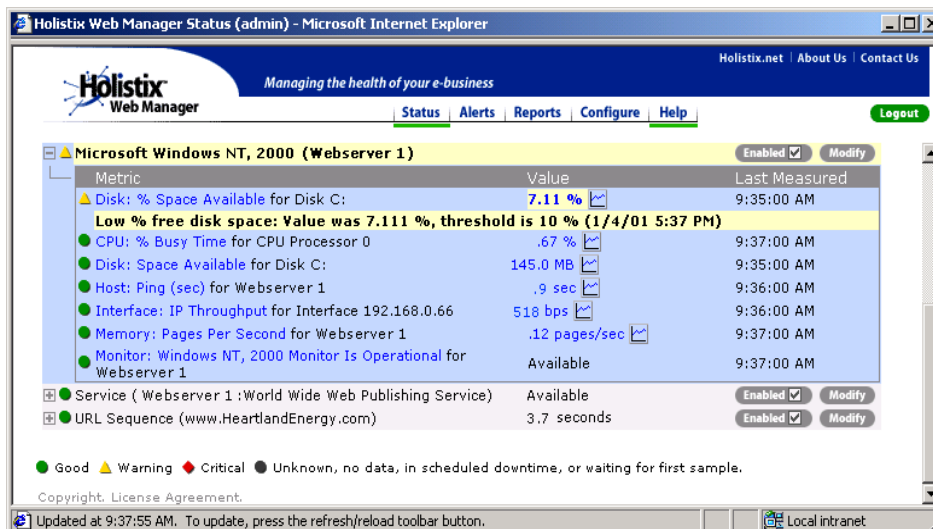 Holistix Web Manager Status (admin) - Microsoft Internet Explorer
Holistix.net | About Us | Contact Us
Holistix
Web Manager
Managing the health of your e-business
Status | Alerts | Reports | Configure | Help
Logout
Microsoft Windows NT, 2000 (Webserver 1) Enabled Modify
Metric Value Last Measured
Disk: % Space Available for Disk C: 7.11 % 9:35:00 AM
Low % free disk space: Value was 7.111 %, threshold is 10 % (1/4/01 5:37 PM)
CPU: % Busy Time for CPU Processor 0 .67 % 9:37:00 AM
Disk: Space Available for Disk C: 145.0 MB 9:35:00 AM
Host: Ping (sec) for Webserver 1 .9 sec 9:36:00 AM
Interface: IP Throughput for Interface 192.168.0.66 518 bps 9:36:00 AM
Memory: Pages Per Second for Webserver 1 .12 pages/sec 9:37:00 AM
Monitor: Windows NT, 2000 Monitor Is Operational for
Webserver 1 Available 9:37:00 AM
Service ( Webserver 1 :World Wide Web Publishing Service) Available Enabled Modify
URL Sequence (www.HeartlandEnergy.com) 3.7 seconds Enabled Modify
Good Warning Critical Unknown, no data, in scheduled downtime, or waiting for first sample.
Copyright. License Agreement.
Updated at 9:37:55 AM. To update, press the refresh/reload toolbar button. Local intranet